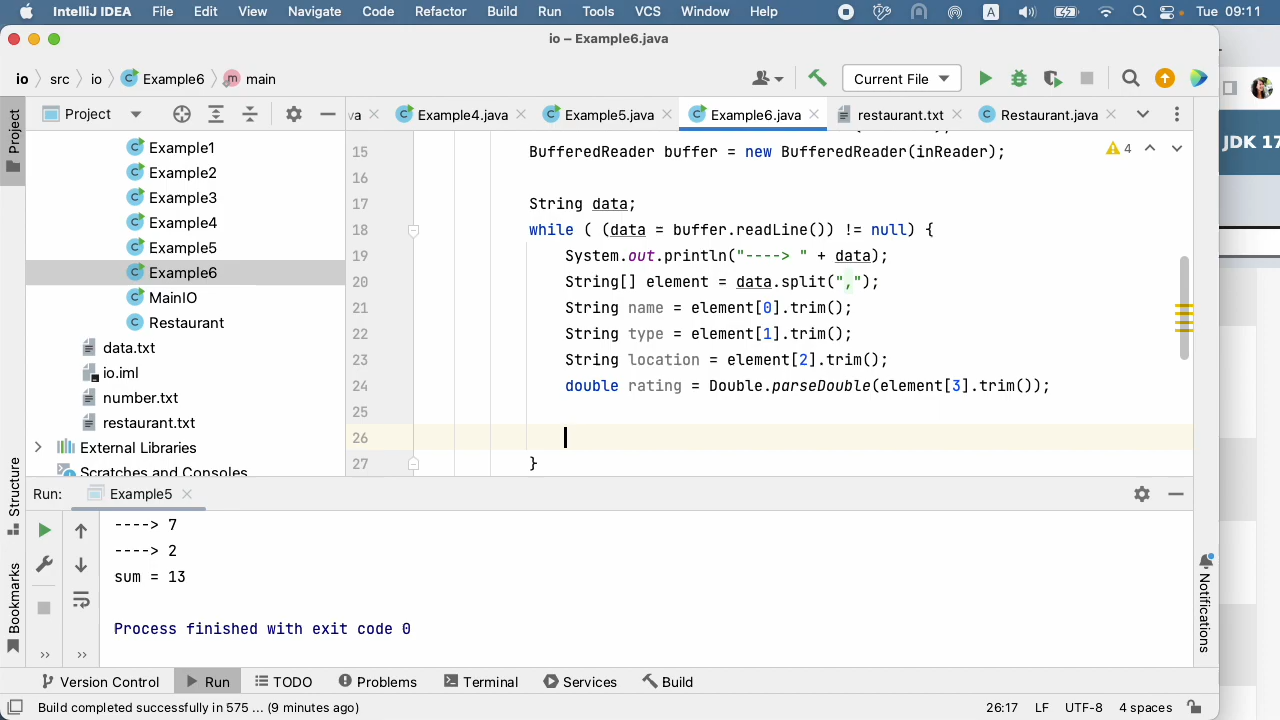 IntelliJ IDEA File Edit View Navigate Code Refactor Build Run Tools VCS Window Help A Tue 09:11
io – Example6.java
io src io Example6 main Current File
Project Project va Example4.java Example5.java Example6.java restaurant.txt Restaurant.java
JDK 17
Example1
Example2
Example3
Example4
Example5
Example6
MainIO
Restaurant
data.txt
io.iml
number.txt
restaurant.txt
External Libraries
Scratches and Consoles
4
15 BufferedReader buffer = new BufferedReader(inReader);
16
17 String data;
18 while ( (data = buffer.readLine()) != null) {
19 System.out.println("----> " + data);
20 String[] element = data.split(",");
21 String name = element[0].trim();
22 String type = element[1].trim();
23 String location = element[2].trim();
24 double rating = Double.parseDouble(element[3].trim());
25
26
27 }
Structure
Bookmarks
Notifications
Run: Example5
----> 7
----> 2
sum = 13
Process finished with exit code 0
Version Control Run TODO Problems Terminal Services Build
Build completed successfully in 575 ... (9 minutes ago) 26:17 LF UTF-8 4 spaces